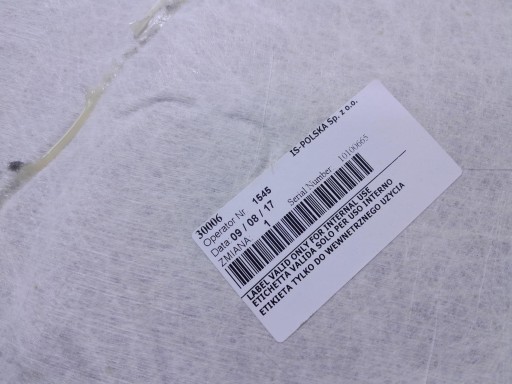 IS-POLSKA Sp. z o.o.
30006
Operator Nr 1545
Data 09 / 08 / 17
ZMIANA 1
Serial Number 10100665
LABEL VALID ONLY FOR INTERNAL USE
ETICHETTA VALIDA SOLO PER USO INTERNO
ETIKIETA TYLKO DO WEWNETRZNEGO UZYCIA